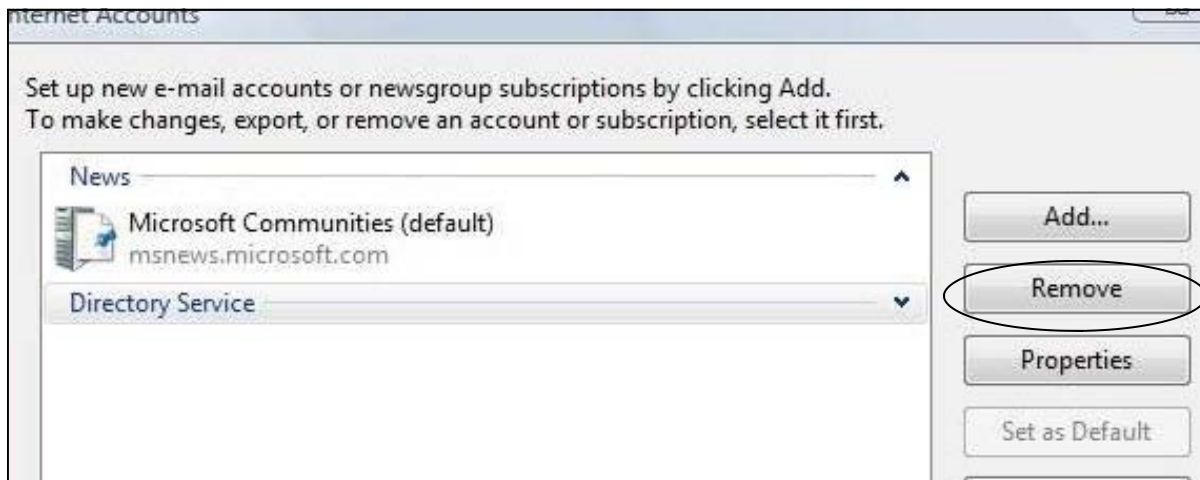 Internet Accounts
Set up new e-mail accounts or newsgroup subscriptions by clicking Add.
To make changes, export, or remove an account or subscription, select it first.
News
Microsoft Communities (default)
msnews.microsoft.com
Directory Service
Add...
Remove
Properties
Set as Default